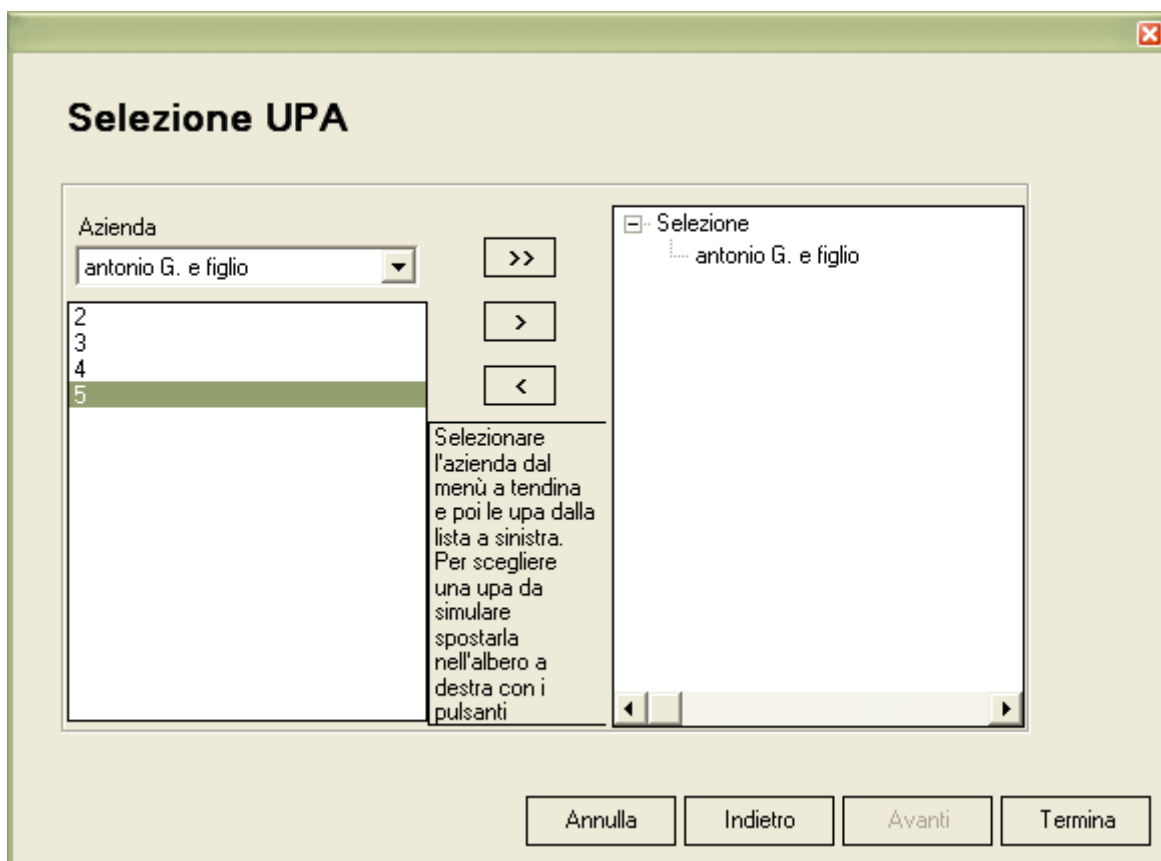 Selezione UPA
Azienda
antonio G. e figlio
2
3
4
5
>>
>
<
Selezionare
l'azienda dal
menù a tendina
e poi le upa dalla
lista a sinistra.
Per scegliere
una upa da
simulare
spostarla
nell'albero a
destra con i
pulsanti
Selezione
antonio G. e figlio
Annulla
Indietro
Avanti
Termina